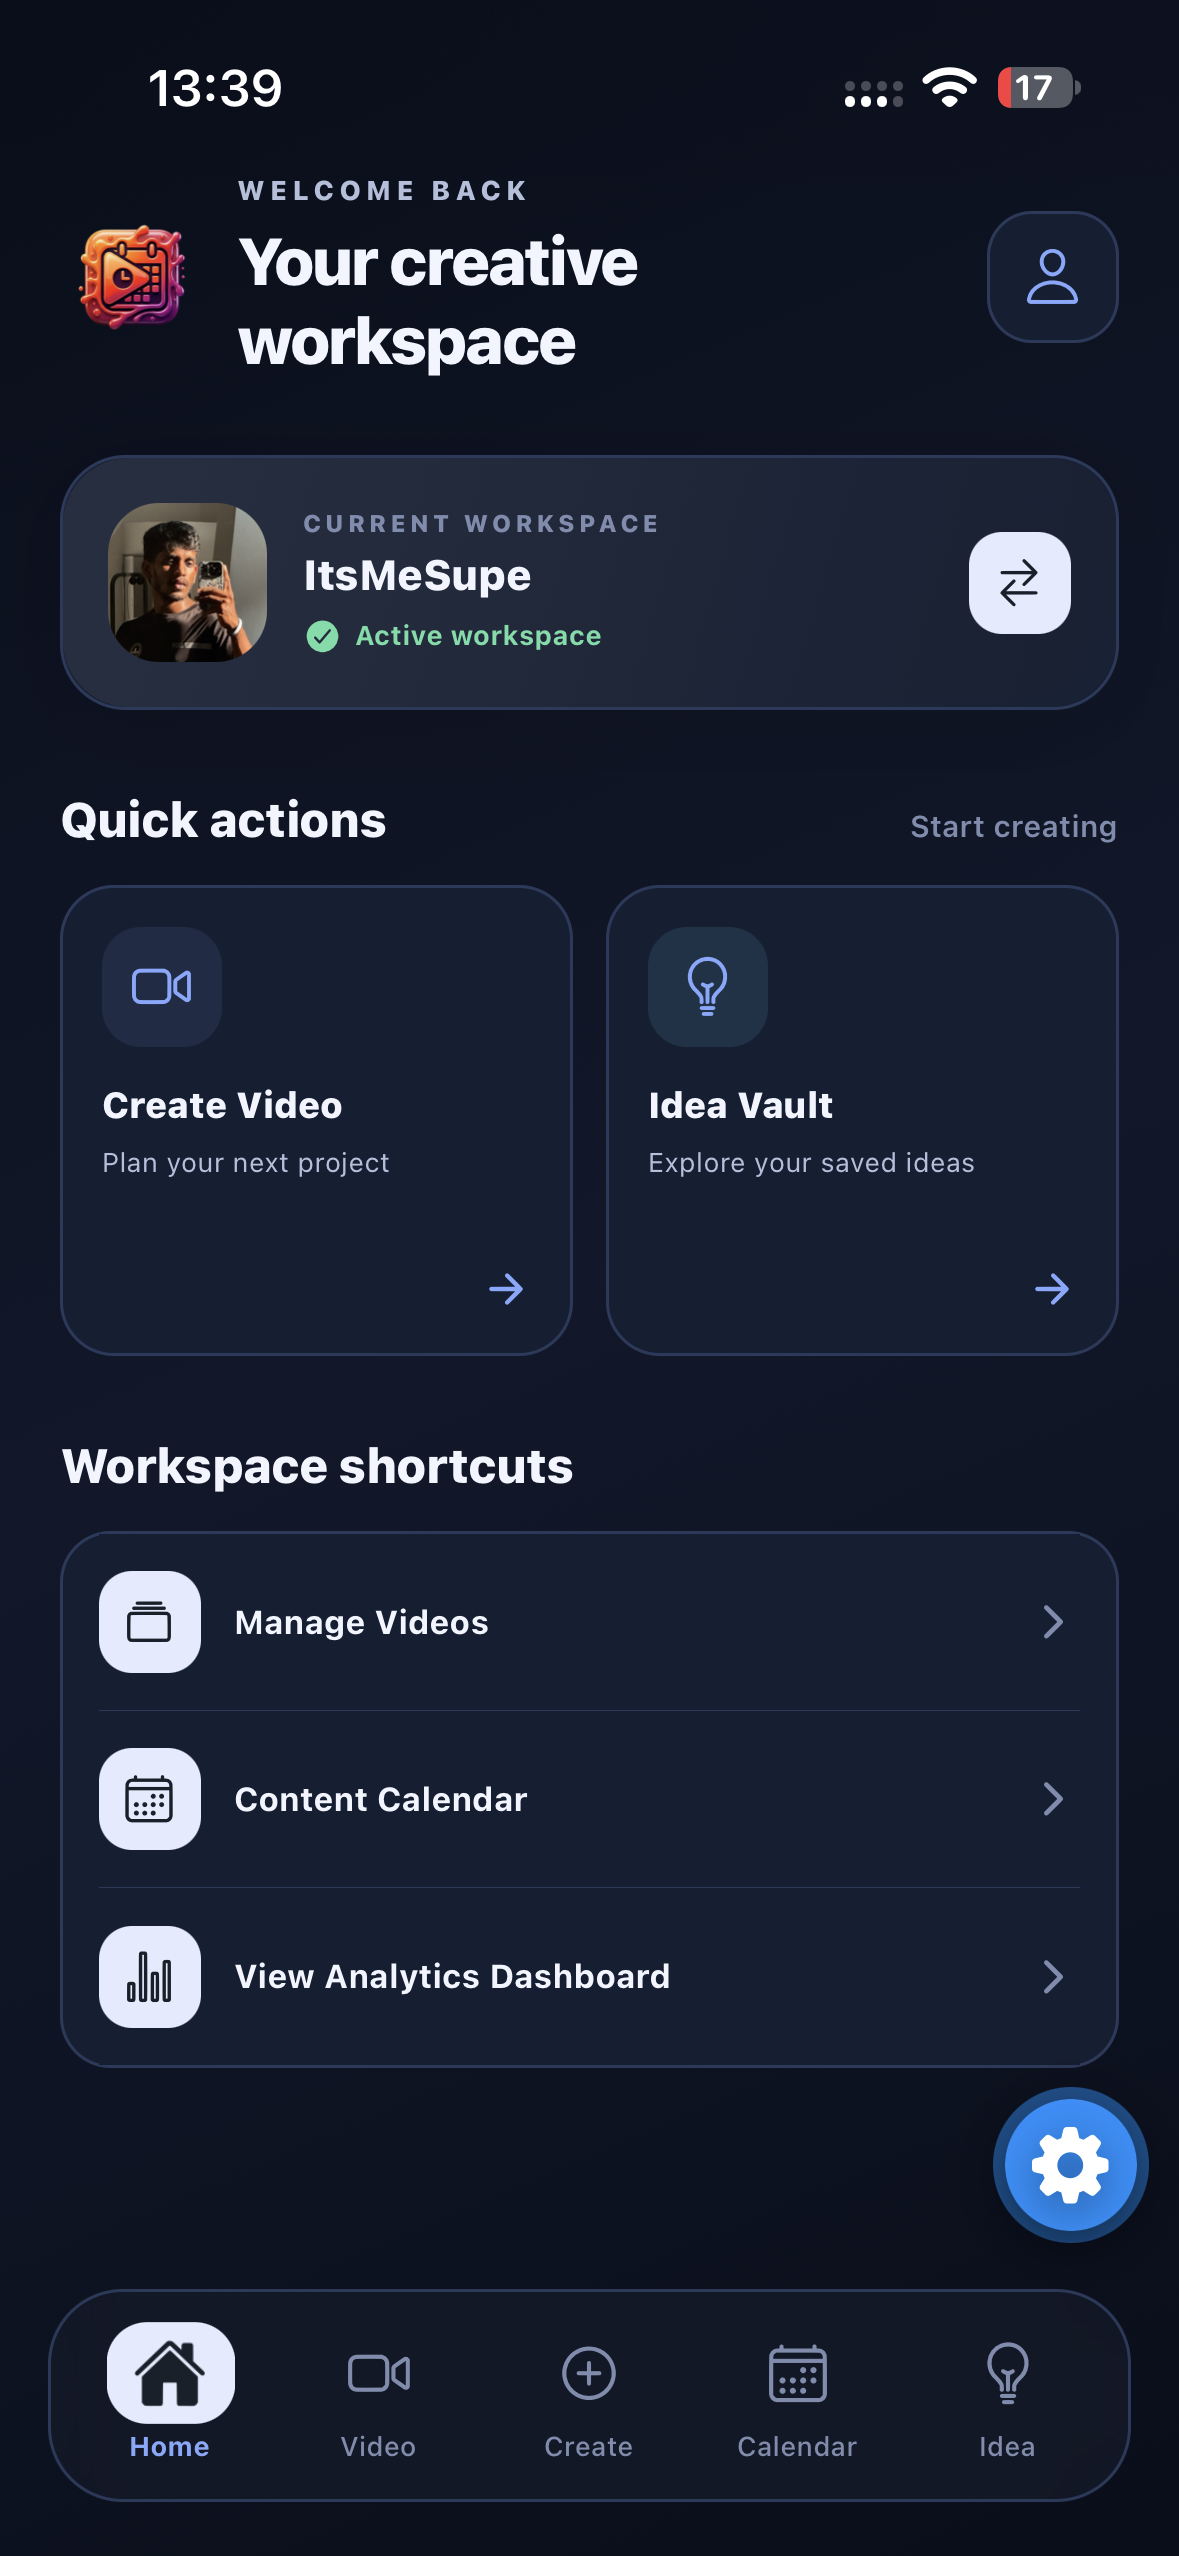 13:39
17
WELCOME BACK
Your creative
workspace
CURRENT WORKSPACE
ItsMeSupe
Active workspace
Quick actions
Start creating
Create Video
Plan your next project
Idea Vault
Explore your saved ideas
Workspace shortcuts
Manage Videos
Content Calendar
View Analytics Dashboard
Home
Video
Create
Calendar
Idea